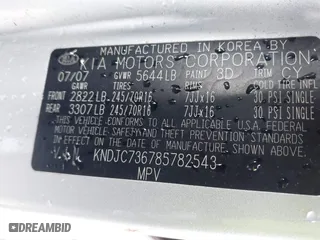 MANUFACTURED IN KOREA BY
KIA MOTORS CORPORATION
07/07 GVWR 5644LB PAINT 3D TRIM CY
GAWR TIRES RIMS COLD TIRE INFL
FRONT 2822LB 245/70R16 7JJx16 30 PSI SINGLE
REAR 3307LB 245/70R16 7JJx16 30 PSI SINGLE
THIS VEHICLE CONFORMS TO ALL APPLICABLE
U.S. FEDERAL MOTOR VEHICLE SAFETY
BUMPER AND THEFT PREVENTION STANDARDS
IN EFFECT ON THE DATE OF MANUFACTURE
SHOWN ABOVE.
KNDJC736785782543
MPV
© OneDrive VIN